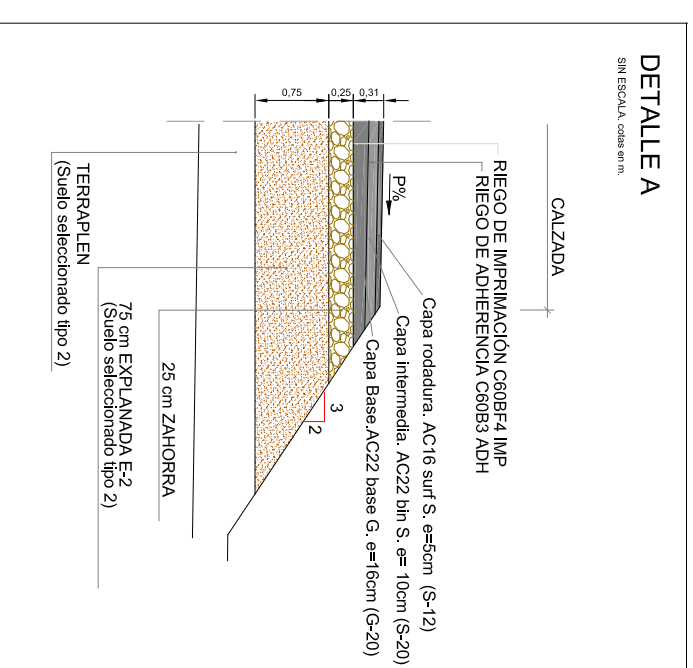 DETALLE A
SIN ESCALA. cotas en m.
CALZADA
RIEGO DE IMPRIMACIÓN C60BF4 IMP
RIEGO DE ADHERENCIA C60B3 ADH
P%
Capa rodadura. AC16 surf S. e=5cm (S-12)
Capa intermedia. AC22 bin S. e= 10cm (S-20)
Capa Base.AC22 base G. e=16cm (G-20)
0,31
0,25
0,75
3
2
25 cm ZAHORRA
75 cm EXPLANADA E-2
(Suelo seleccionado tipo 2)
TERRAPLEN
(Suelo seleccionado tipo 2)